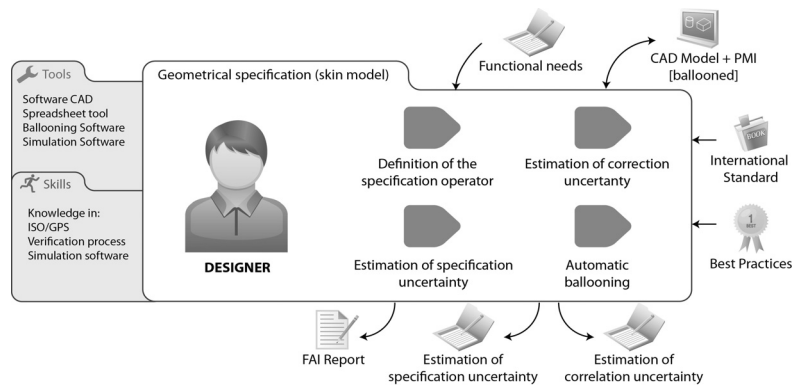 Tools
Software CAD
Spreadsheet tool
Ballooning Software
Simulation Software
Skills
Knowledge in:
ISO/GPS
Verification process
Simulation software
Geometrical specification (skin model)
DESIGNER
Functional needs
CAD Model + PMI
[ballooned]
Definition of the
specification operator
Estimation of correction
uncertanty
Estimation of specification
uncertainty
Automatic
ballooning
BOOK
International
Standard
1
BEST
Best Practices
FAI Report
Estimation of
specification uncertainty
Estimation of
correlation uncertainty